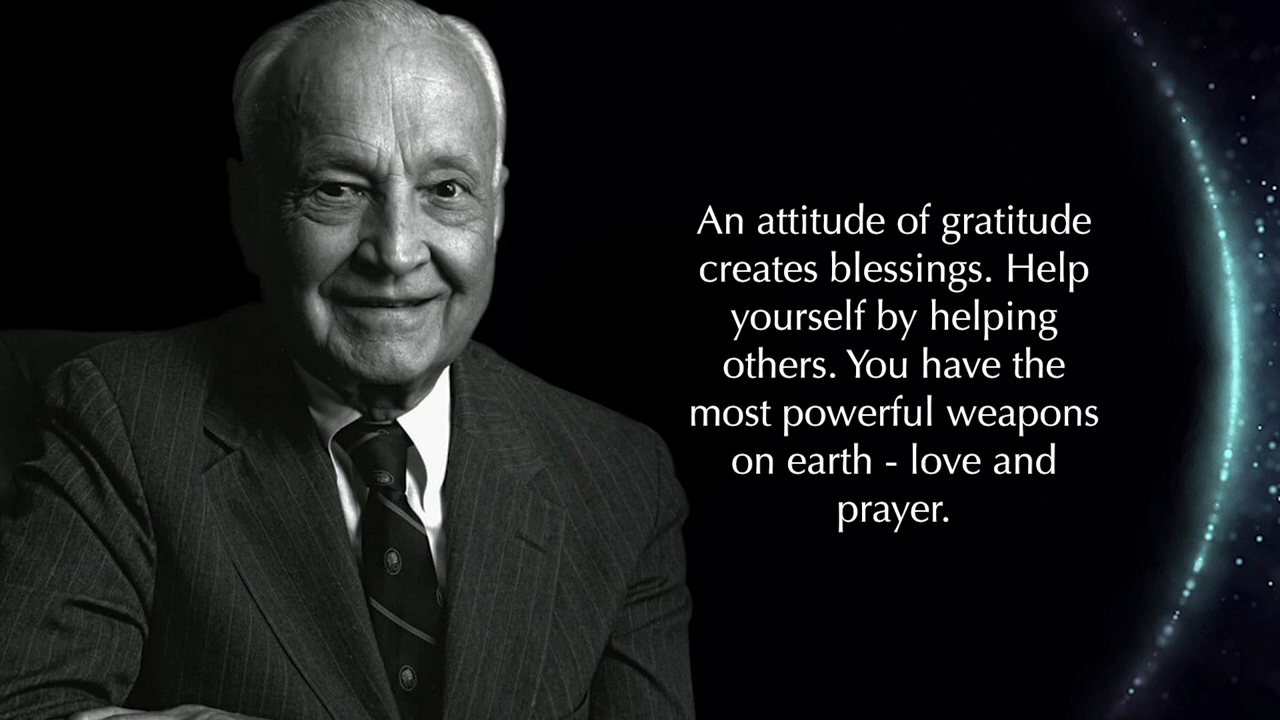 An attitude of gratitude
creates blessings. Help
yourself by helping
others. You have the
most powerful weapons
on earth - love and
prayer.